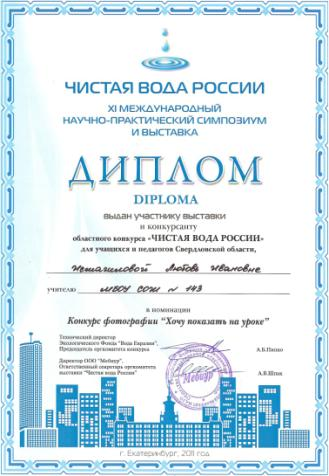 ЧИСТАЯ ВОДА РОССИИ
XI МЕЖДУНАРОДНЫЙ
НАУЧНО-ПРАКТИЧЕСКИЙ СИМПОЗИУМ
И ВЫСТАВКА
ДИПЛОМ
DIPLOMA
выдан участнику выставки
и конкурсанту
областного конкурса «ЧИСТАЯ ВОДА РОССИИ»
для учащихся и педагогов Свердловской области,
Любови Ивановне
учителю МБОУ СОШ № 143
в номинации
Конкурс фотографии "Хочу показать на уроке"
Технический директор
Экологического Фонда "Вода Евразии",
Председатель оргкомитета конкурса
Директор ООО "Мебиур".
Ответственный секретарь оргкомитета
выставки "Чистая вода России"
"Мебиур"
г. Екатеринбург, 2011 год